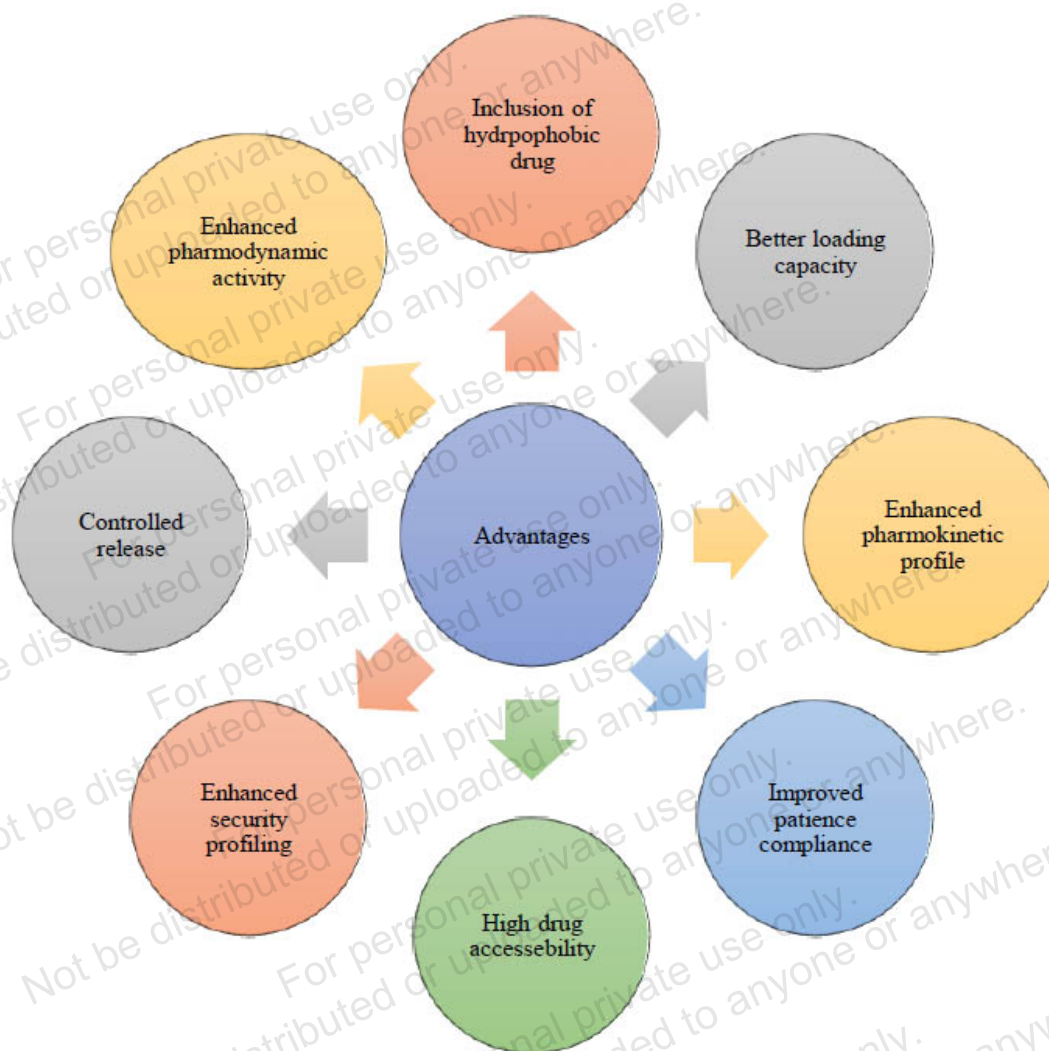 Inclusion of
hydrpophobic
drug
Better loading
capacity
Enhanced
pharmokinetic
profile
Improved
patience
compliance
High drug
accessebility
Enhanced
security
profiling
Controlled
release
Enhanced
pharmodynamic
activity
Advantages
For personal private use only.
Not be distributed or uploaded to anyone or anywhere.